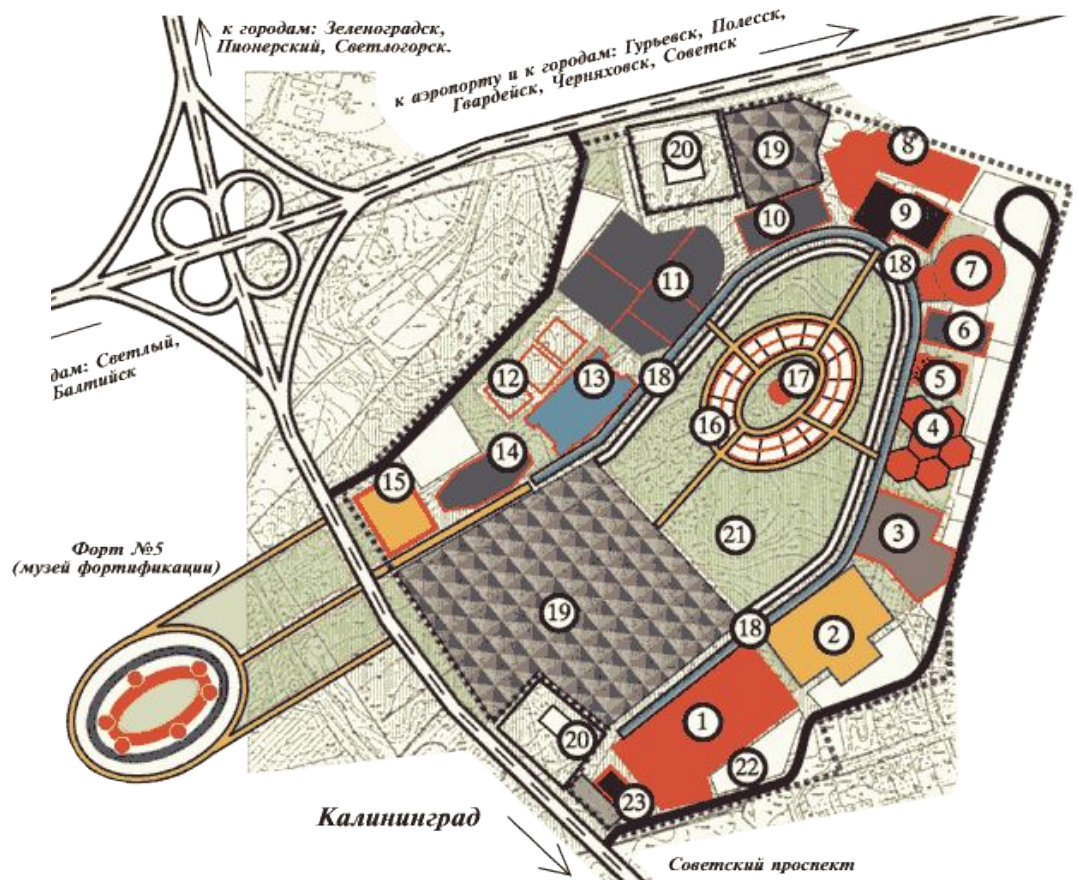 к городам: Зеленоградск,
Пионерский, Светлогорск.
к аэропорту и к городам: Гурьевск, Полесск,
Гвардейск, Черняховск, Советск
дам: Светлый,
Балтийск
20
19
8
10
9
18
7
11
6
5
12
13
18
17
4
16
14
15
3
21
Форт №5
(музей фортификации)
19
18
2
1
20
22
23
Калининград
Советский проспект